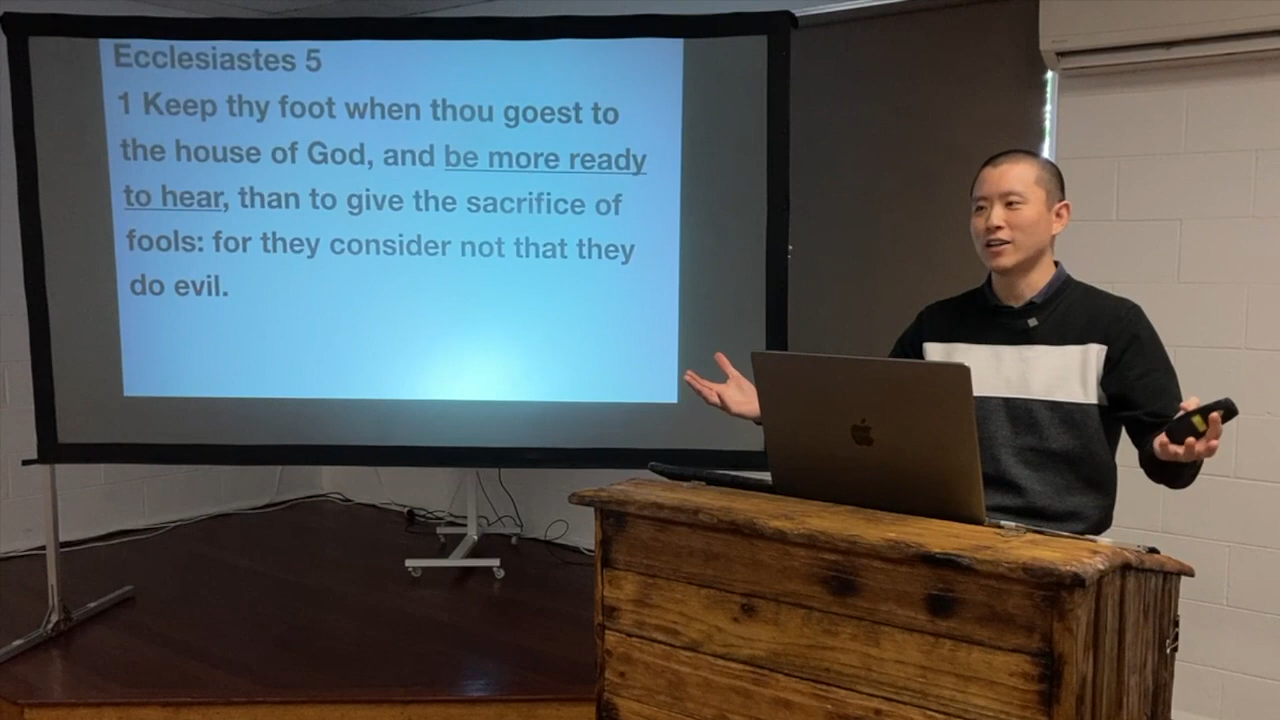 Ecclesiastes 5
1 Keep thy foot when thou goest to
the house of God, and be more ready
to hear, than to give the sacrifice of
fools: for they consider not that they
do evil.